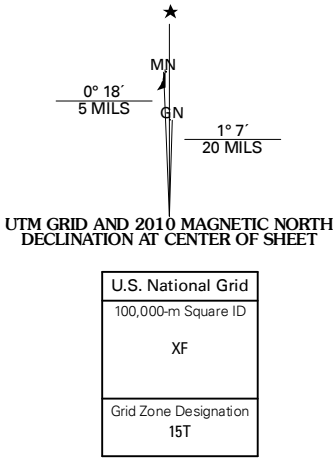 ★
MN
0° 18´
5 MILS
GN
1° 7´
20 MILS
UTM GRID AND 2010 MAGNETIC NORTH
DECLINATION AT CENTER OF SHEET
U.S. National Grid
100,000-m Square ID
XF
Grid Zone Designation
15T